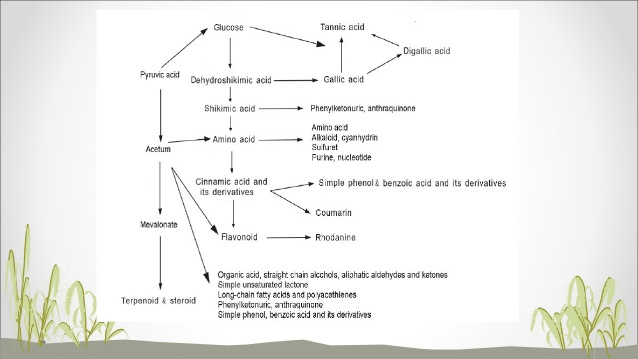 Glucose
Tannic acid
Digallic acid
Pyruvic acid
Dehydroshikimic acid
Gallic acid
Shikimic acid
Phenylketonuric, anthraquinone
Amino acid
Amino acid
Alkaloid, cyanhydrin
Sulfuret
Furine, nucleotide
Acetum
Cinnamic acid and
its derivatives
Simple phenol & benzoic acid and its derivatives
Coumarin
Mevalonate
Flavonoid
Rhodanine
Organic acid, straight chain alcohols, aliphatic aldehydes and ketones
Simple unsaturated lactone
Long-chain fatty acids and polyacethlenes
Phenylketonuric, anthraquinone
Simple phenol, benzoic acid and its derivatives
Terpenoid & steroid